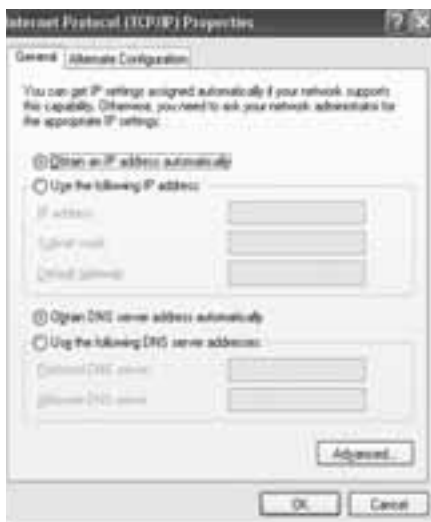 Internet Protocol (TCP/IP) Properties
General
Alternate Configuration
You can get IP settings assigned automatically if your network supports
this capability. Otherwise, you need to ask your network administrator for
the appropriate IP settings.
Obtain an IP address automatically
Use the following IP address:
IP address:
Subnet mask:
Default gateway:
Obtain DNS server address automatically
Use the following DNS server addresses:
Preferred DNS server:
Alternate DNS server:
Advanced...
OK
Cancel